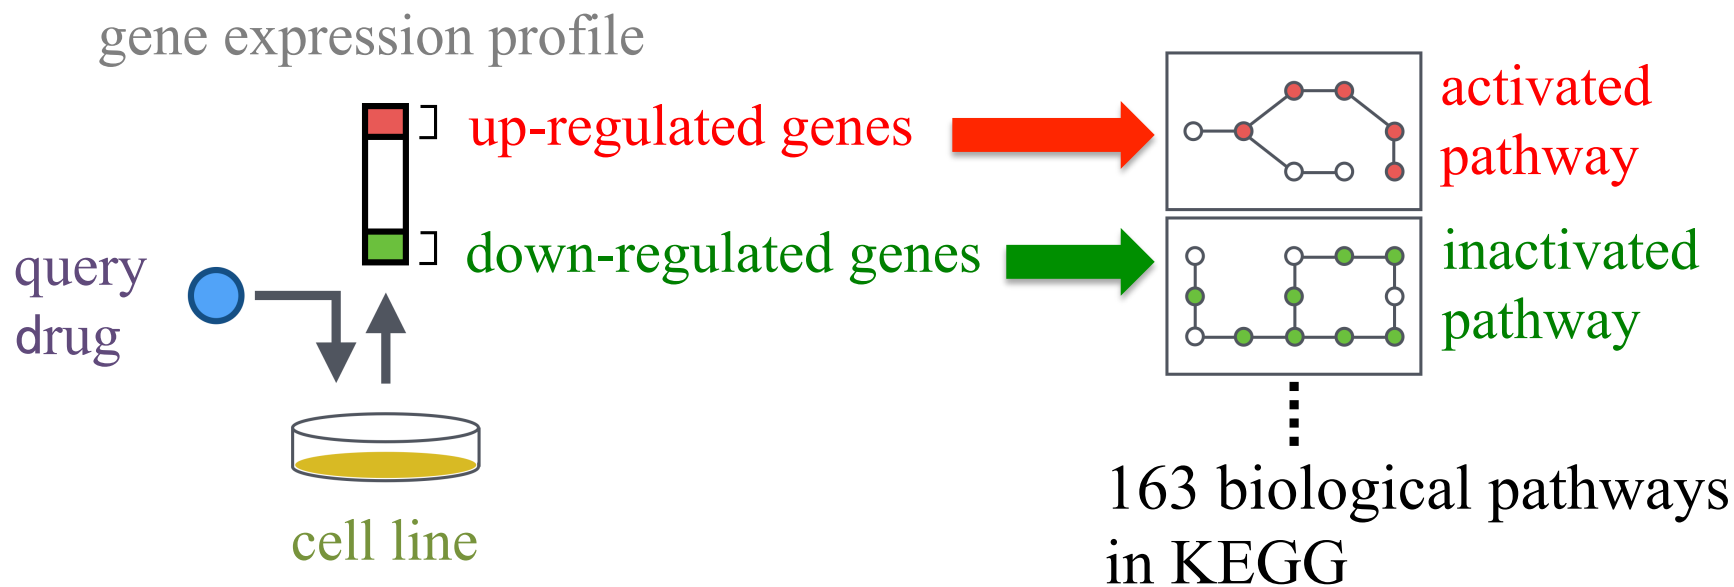 gene expression profile
up-regulated genes
activated
pathway
down-regulated genes
inactivated
pathway
query
drug
cell line
163 biological pathways
in KEGG